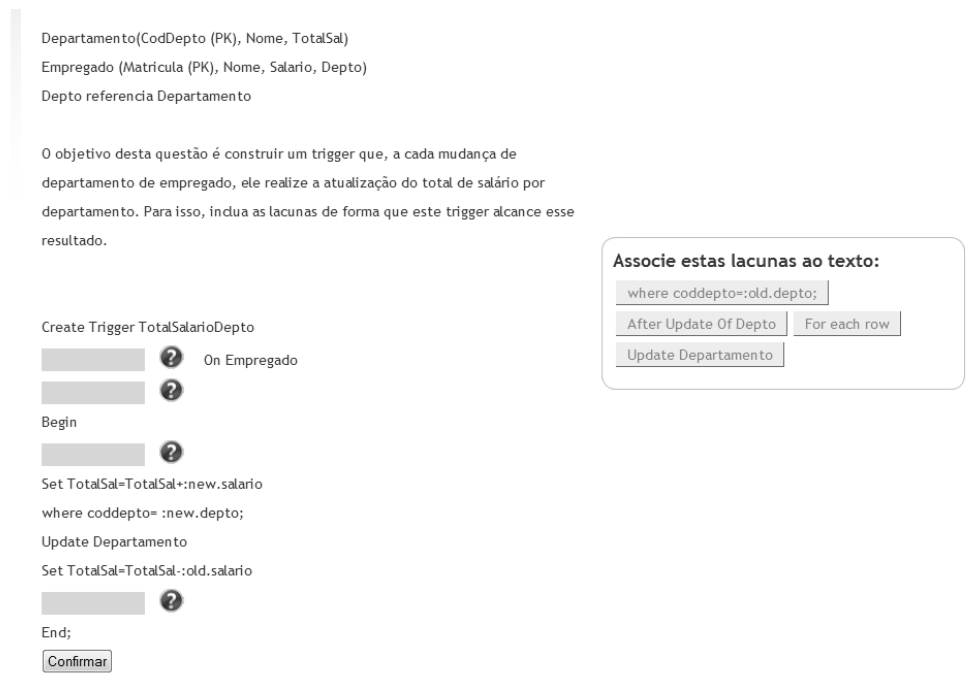 Departamento(CodDepto (PK), Nome, TotalSal)
Empregado (Matricula (PK), Nome, Salario, Depto)
Depto referencia Departamento
O objetivo desta questão é construir um trigger que, a cada mudança de
departamento de empregado, ele realize a atualização do total de salário por
departamento. Para isso, inclua as lacunas de forma que este trigger alcance esse
resultado.
Associe estas lacunas ao texto:
where coddepto=:old.depto;
After Update Of Depto For each row
Update Departamento
Create Trigger TotalSalarioDepto
? On Empregado
?
Begin
?
Set TotalSal=TotalSal+:new.salario
where coddepto= :new.depto;
Update Departamento
Set TotalSal=TotalSal-:old.salario
?
End;
Confirmar